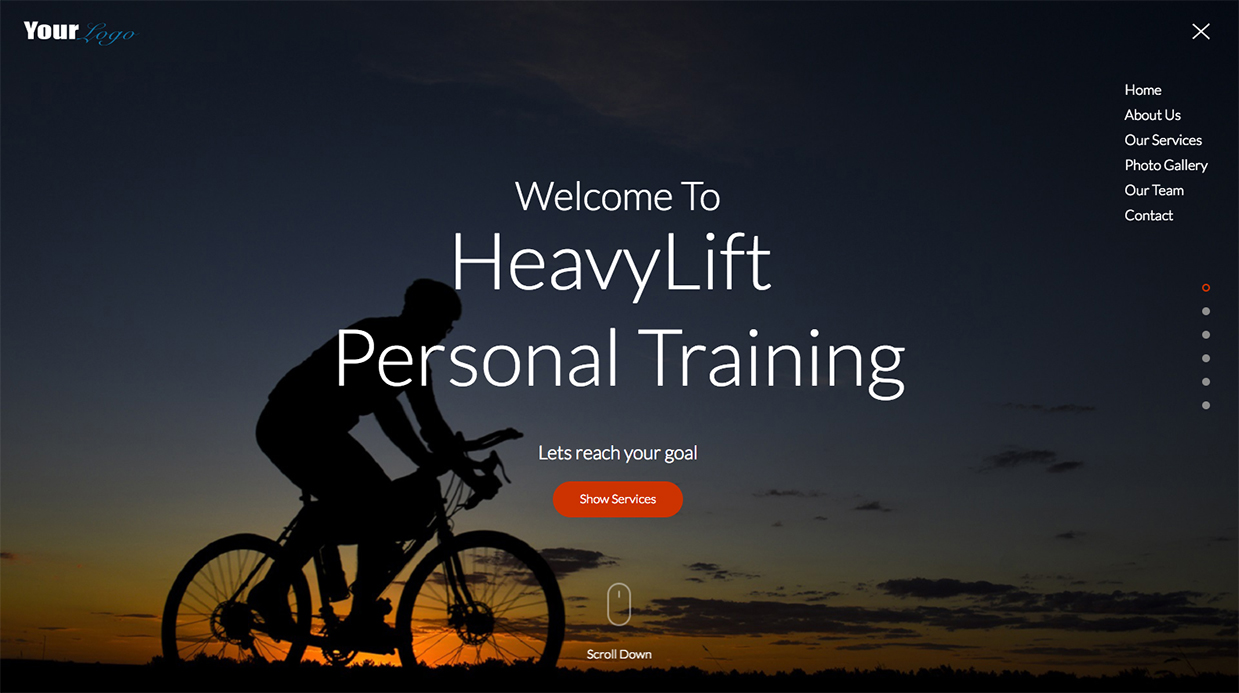 Your Logo
Home
About Us
Our Services
Photo Gallery
Our Team
Contact
Welcome To
HeavyLift
Personal Training
Lets reach your goal
Show Services
Scroll Down